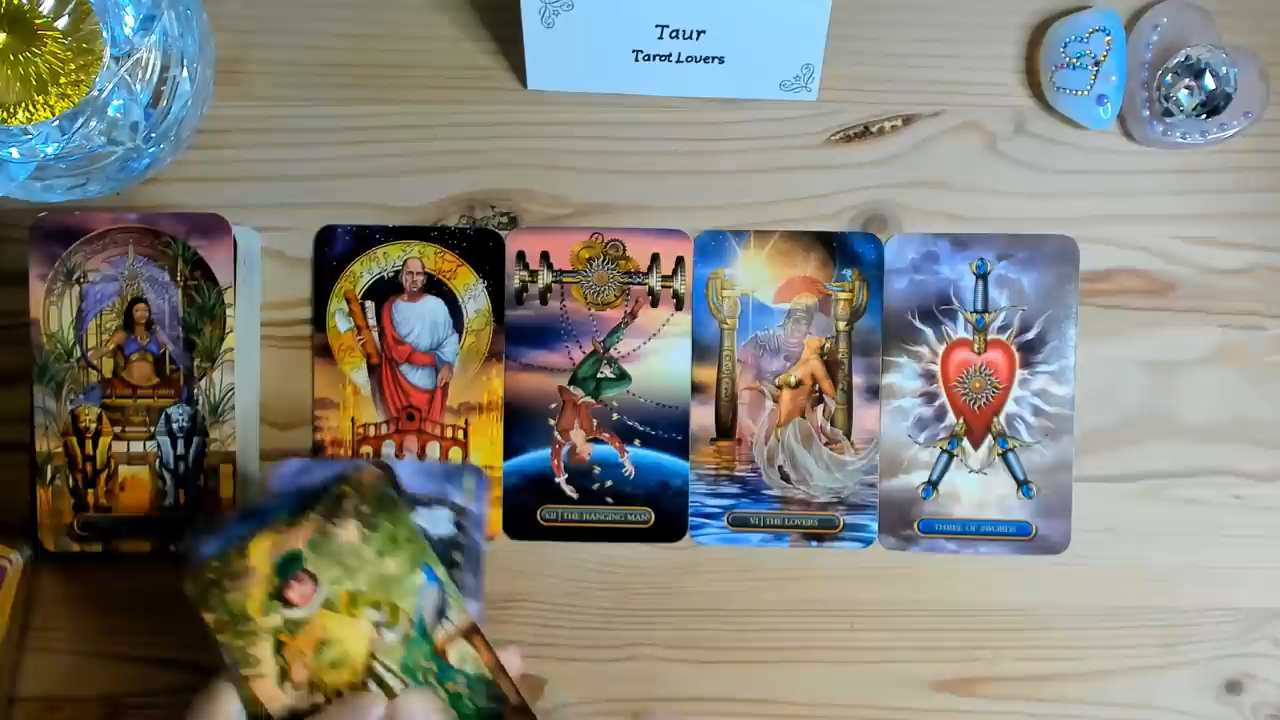 Taur
Tarot Lovers
XII | THE HANGING MAN
VI | THE LOVERS
THREE OF SWORDS